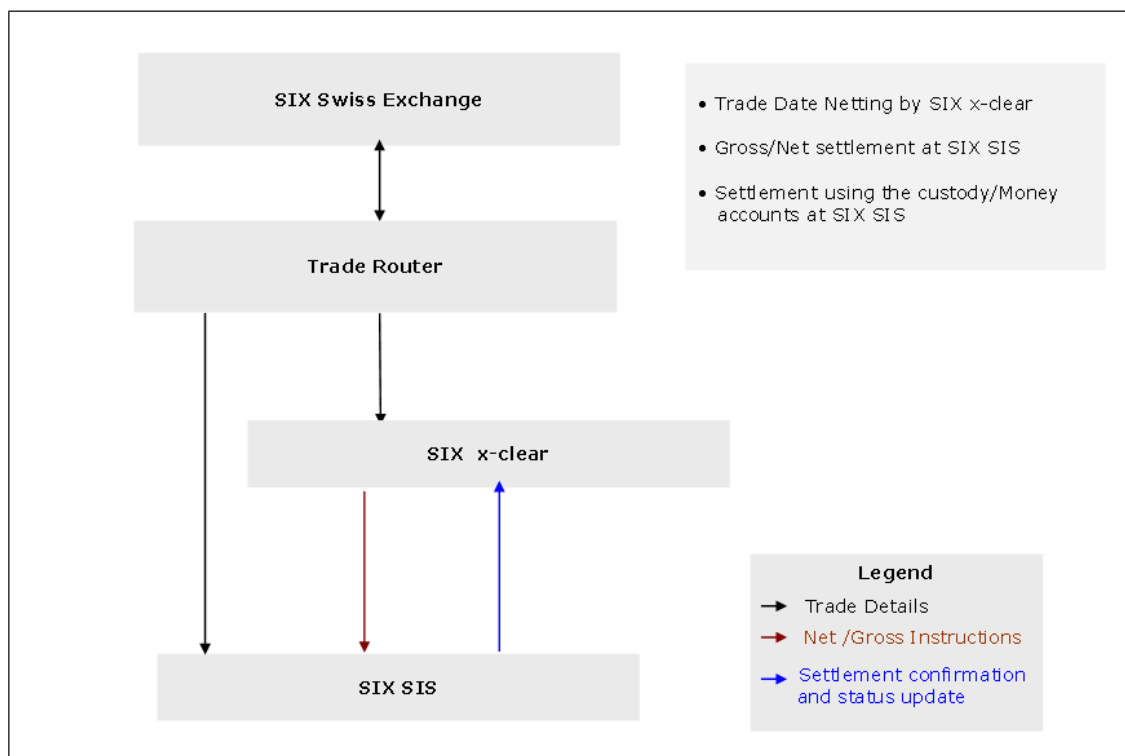 SIX Swiss Exchange
• Trade Date Netting by SIX x-clear
• Gross/Net settlement at SIX SIS
• Settlement using the custody/Money
accounts at SIX SIS
Trade Router
SIX x-clear
SIX SIS
Legend
Trade Details
Net /Gross Instructions
Settlement confirmation
and status update